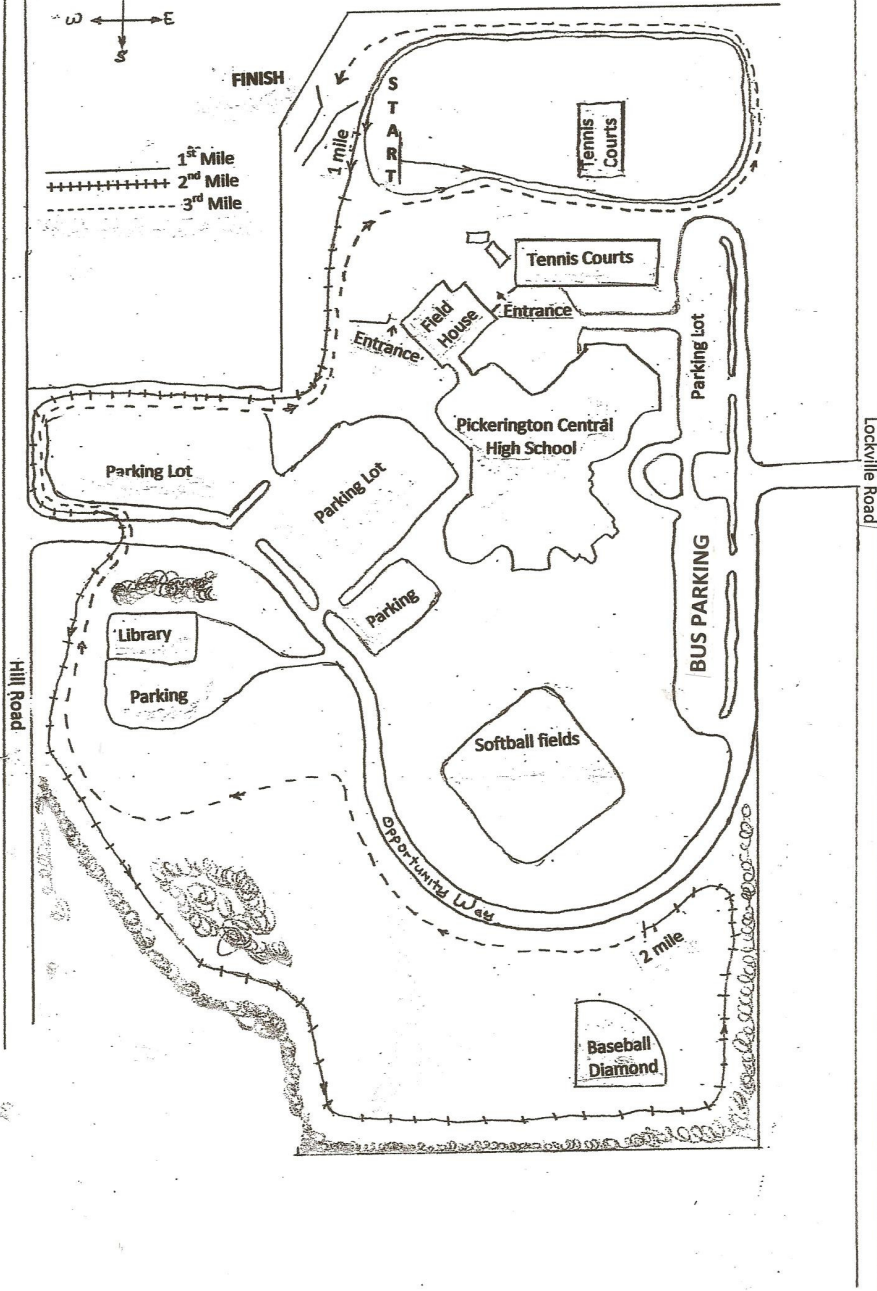 W E
S
FINISH
START
1 mile
Tennis
Courts
1st Mile
2nd Mile
3rd Mile
Tennis Courts
Field
House
Entrance
Entrance
Parking Lot
Pickerington Central
High School
Parking Lot
Parking Lot
Lockville Road
BUS PARKING
Parking
Library
Parking
Hill Road
Softball fields
Opportunity Way
2 mile
Baseball
Diamond